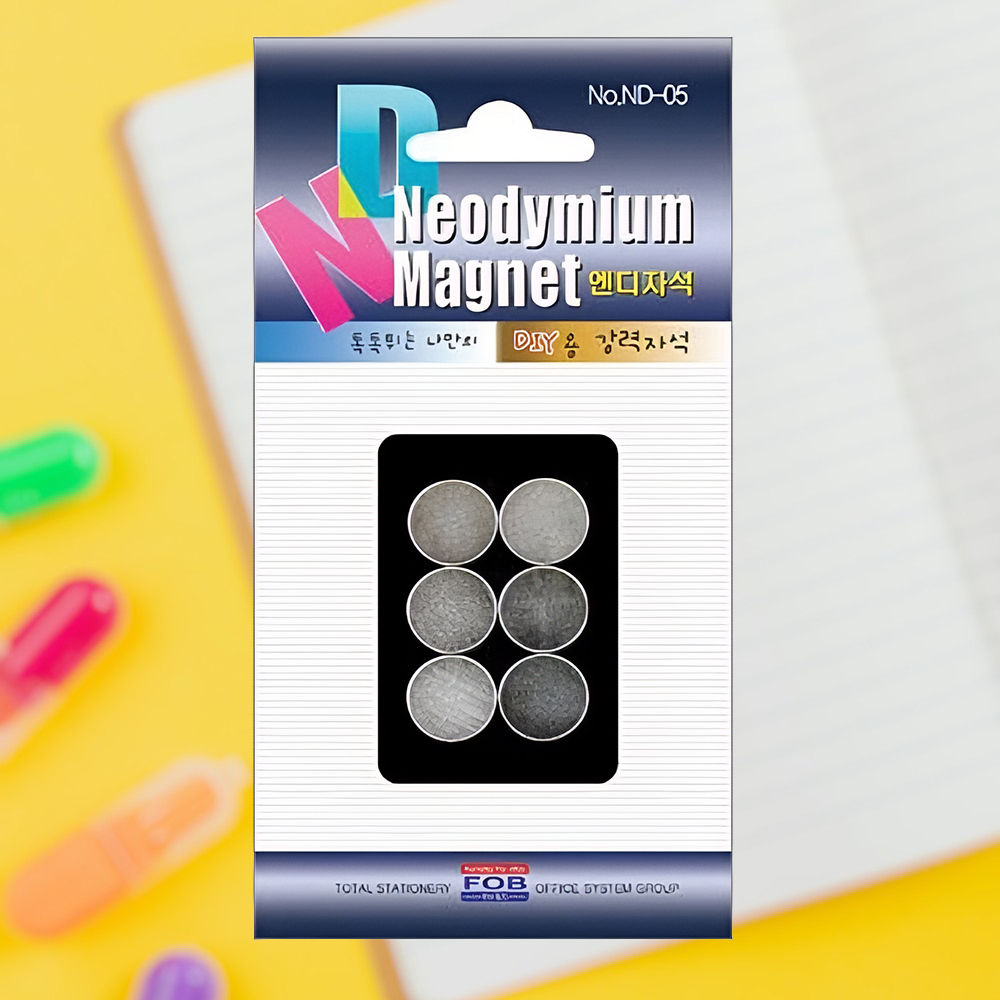 No.ND-05
ND
Neodymium
Magnet 엔디자석
톡톡튀는 나만의 DIY용 강력자석
TOTAL STATIONERY FOB OFFICE SYSTEM GROUP